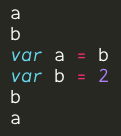 a
b
var a = b
var b = 2
b
a